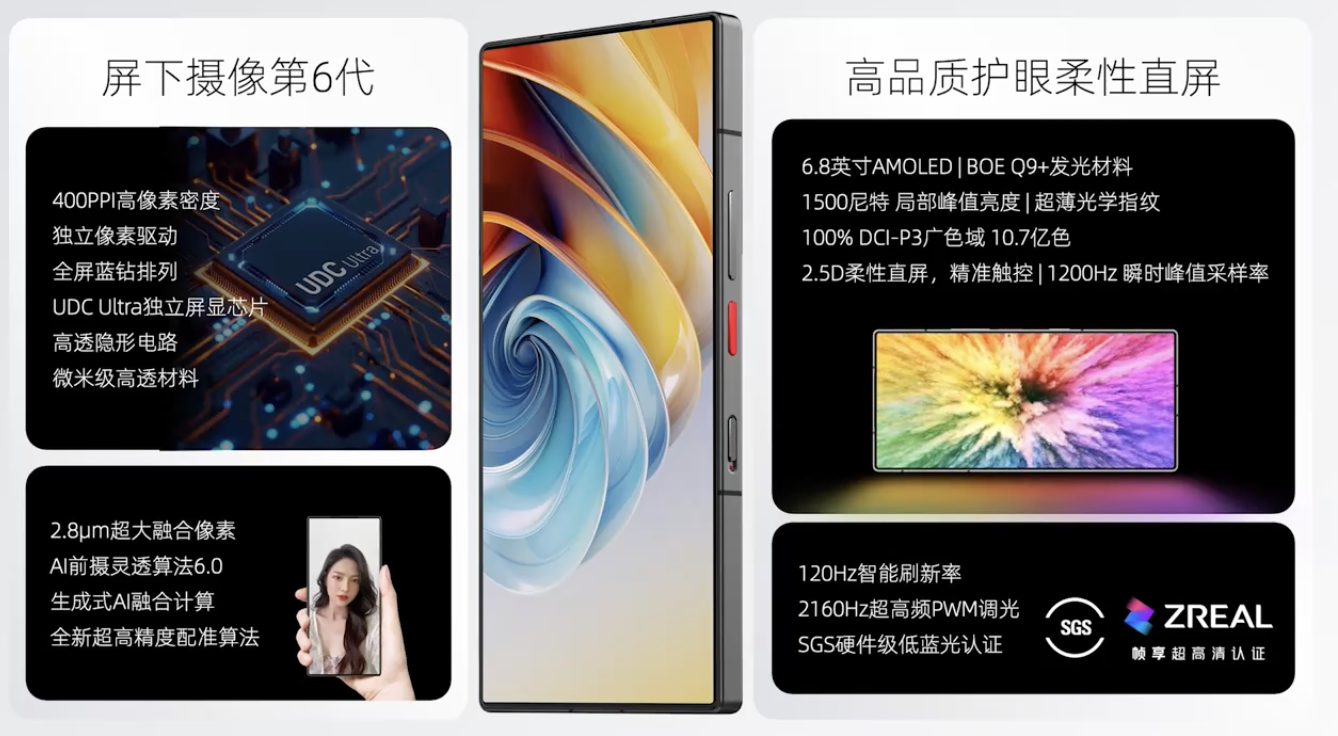 屏下摄像第6代
400PPI高像素密度
独立像素驱动
全屏蓝钻排列
UDC Ultra独立屏显芯片
高透隐形电路
微米级高透材料
UDC Ultra
2.8μm超大融合像素
AI前摄灵透算法6.0
生成式AI融合计算
全新超高精度配准算法
高品质护眼柔性直屏
6.8英寸AMOLED | BOE Q9+发光材料
1500尼特 局部峰值亮度 | 超薄光学指纹
100% DCI-P3广色域 10.7亿色
2.5D柔性直屏，精准触控 | 1200Hz 瞬时峰值采样率
120Hz智能刷新率
2160Hz超高频PWM调光
SGS硬件级低蓝光认证
SGS
ZREAL
帧享超高清认证